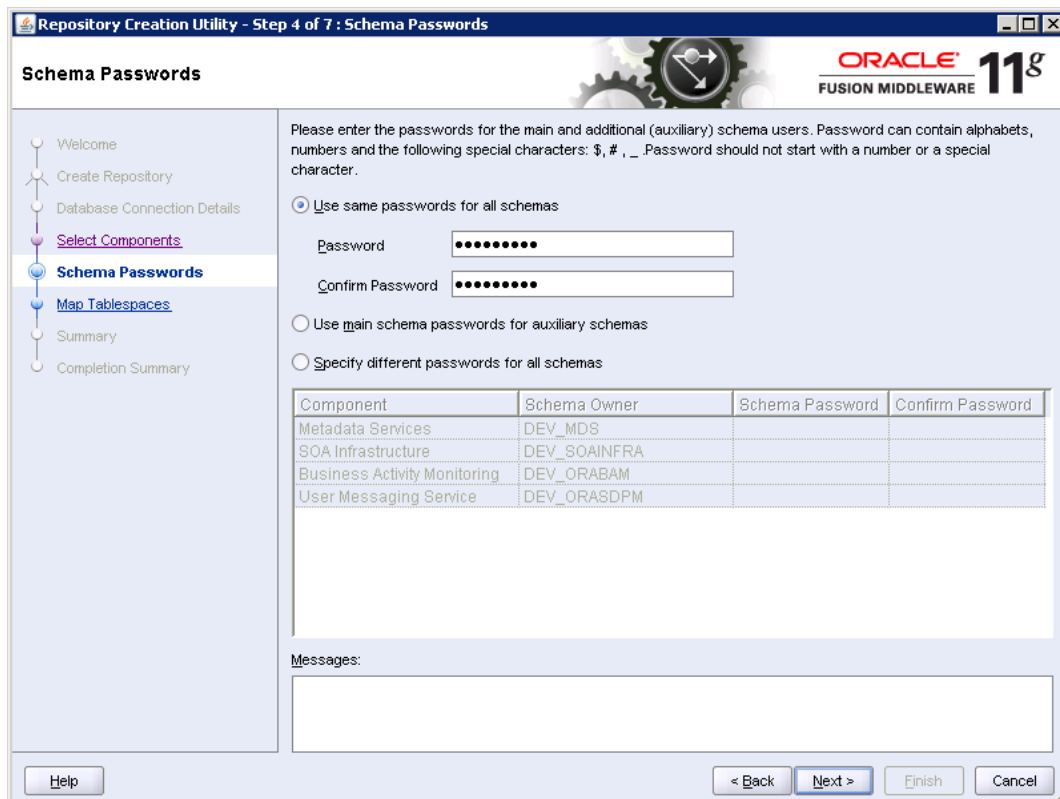 Repository Creation Utility - Step 4 of 7 : Schema Passwords
Schema Passwords
ORACLE
FUSION MIDDLEWARE
11g
Welcome
Create Repository
Database Connection Details
Select Components
Schema Passwords
Map Tablespaces
Summary
Completion Summary
Please enter the passwords for the main and additional (auxiliary) schema users. Password can contain alphabets,
numbers and the following special characters: $, # , _ .Password should not start with a number or a special
character.
Use same passwords for all schemas
Password •••••••••
Confirm Password •••••••••
Use main schema passwords for auxiliary schemas
Specify different passwords for all schemas
Component Schema Owner Schema Password Confirm Password
Metadata Services DEV_MDS
SOA Infrastructure DEV_SOAINFRA
Business Activity Monitoring DEV_ORABAM
User Messaging Service DEV_ORASDPM
Messages:
Help < Back Next > Finish Cancel